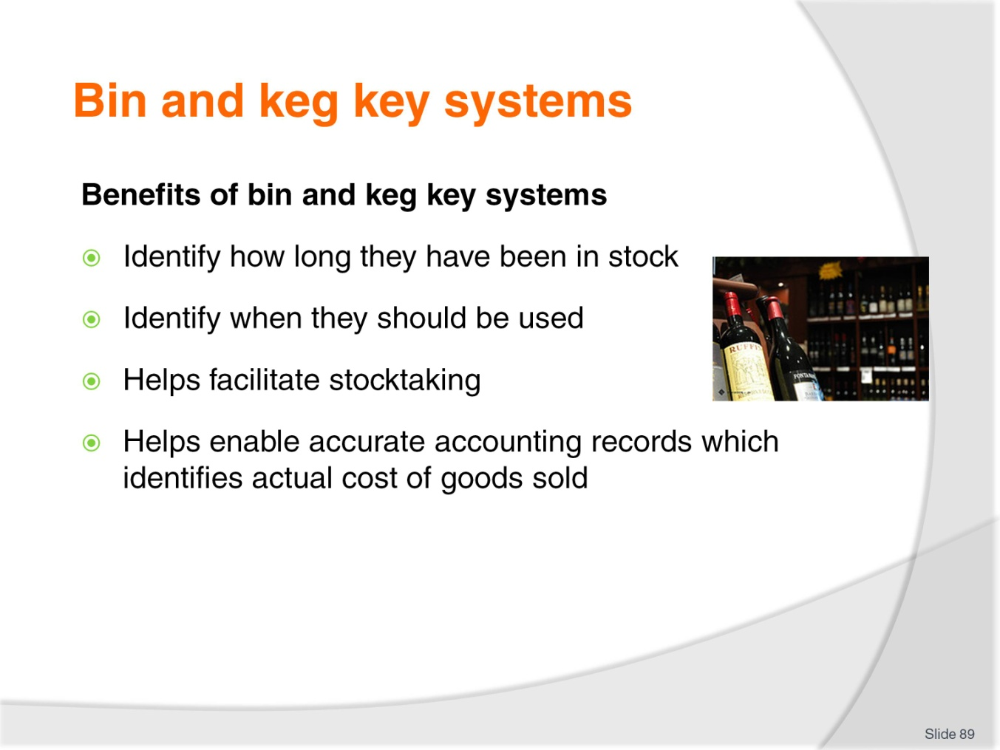 Bin and keg key systems
Benefits of bin and keg key systems
Identify how long they have been in stock
Identify when they should be used
Helps facilitate stocktaking
Helps enable accurate accounting records which
identifies actual cost of goods sold
Slide 89